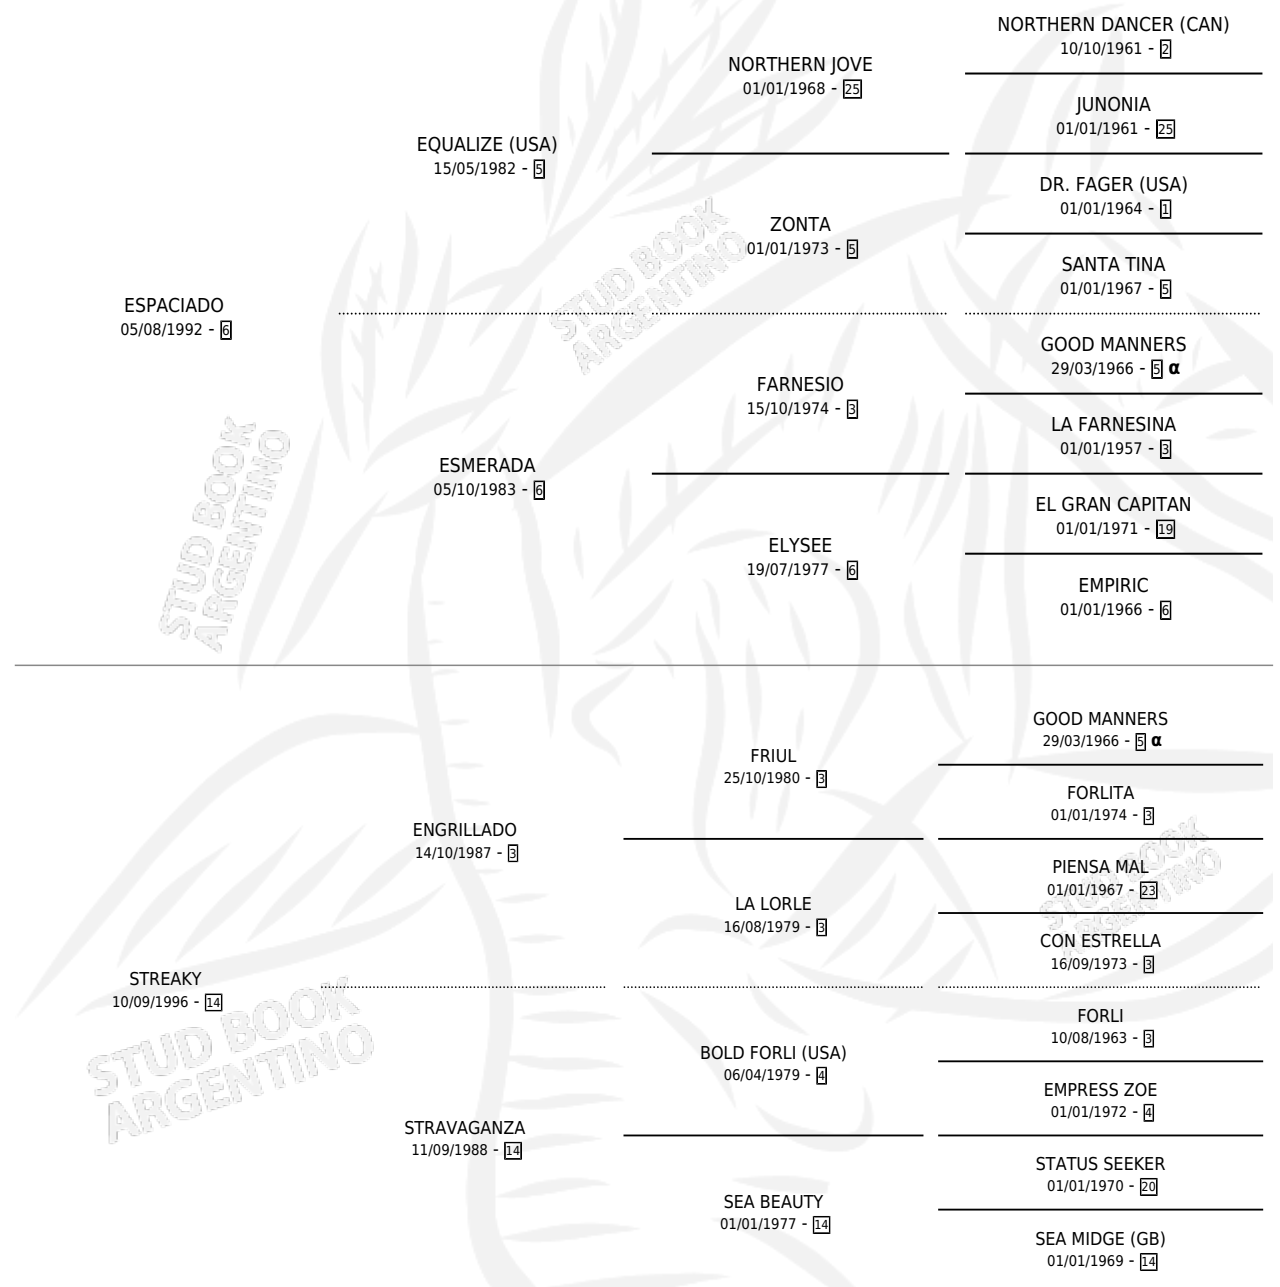 NORTHERN DANCER (CAN)
10/10/1961 - 2
NORTHERN JOVE
01/01/1968 - 25
JUNONIA
01/01/1961 - 25
EQUALIZE (USA)
15/05/1982 - 5
DR. FAGER (USA)
01/01/1964 - 1
ZONTA
01/01/1973 - 5
SANTA TINA
01/01/1967 - 5
ESPACIADO
05/08/1992 - 6
STUD BOOK
ARGENTINO
GOOD MANNERS
29/03/1966 - 5 α
FARNESIO
15/10/1974 - 3
LA FARNESINA
01/01/1957 - 3
ESMERADA
05/10/1983 - 6
EL GRAN CAPITAN
01/01/1971 - 19
ELYSEE
19/07/1977 - 6
EMPIRIC
01/01/1966 - 6
STUD BOOK
ARGENTINO
GOOD MANNERS
29/03/1966 - 5 α
FRIUL
25/10/1980 - 3
FORLITA
01/01/1974 - 3
ENGRILLADO
14/10/1987 - 3
PIENSA MAL
01/01/1967 - 23
LA LORLE
16/08/1979 - 3
CON ESTRELLA
16/09/1973 - 3
STUD BOOK
ARGENTINO
STREAKY
10/09/1996 - 14
STUD BOOK
ARGENTINO
FORLI
10/08/1963 - 3
BOLD FORLI (USA)
06/04/1979 - 4
EMPRESS ZOE
01/01/1972 - 4
STRAVAGANZA
11/09/1988 - 14
STATUS SEEKER
01/01/1970 - 20
SEA BEAUTY
01/01/1977 - 14
SEA MIDGE (GB)
01/01/1969 - 14